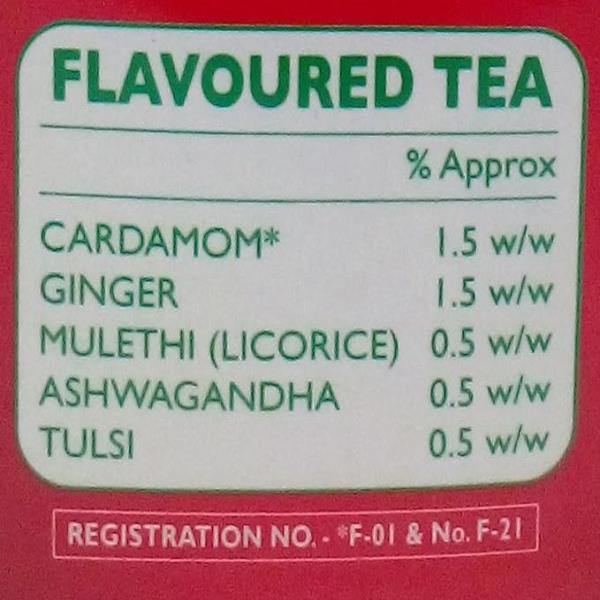 FLAVOURED TEA
% Approx
CARDAMOM* 1.5 w/w
GINGER 1.5 w/w
MULETHI (LICORICE) 0.5 w/w
ASHWAGANDHA 0.5 w/w
TULSI 0.5 w/w
REGISTRATION NO. - *F-01 & No. F-21